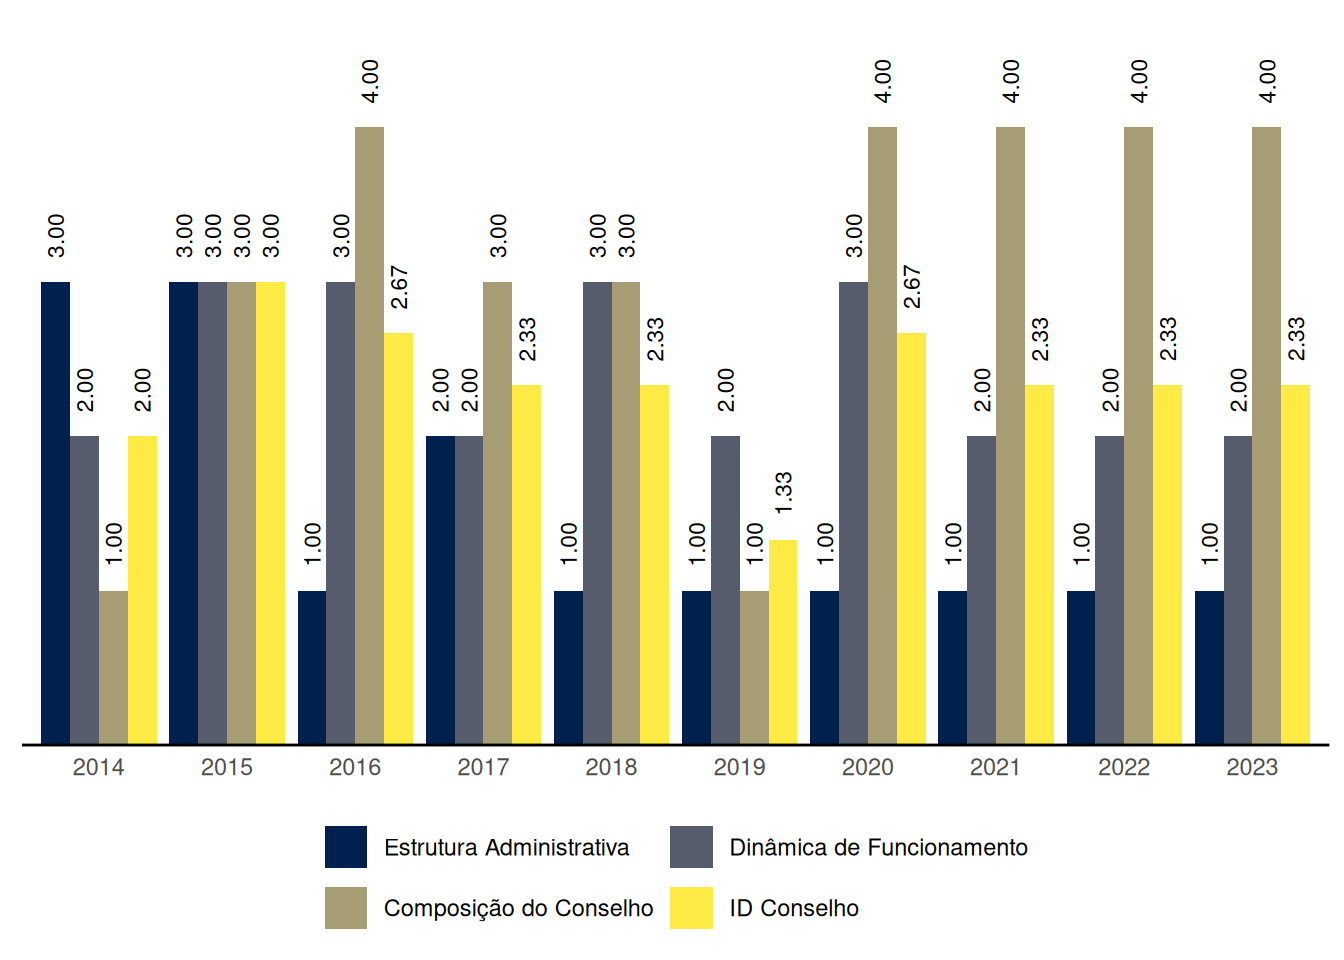 4.00 4.00 4.00 4.00 4.00
3.00 3.00 3.00 3.00 3.00 3.00 3.00 3.00 3.00 3.00
2.67 2.67
2.33 2.33 2.33 2.33 2.33
2.00 2.00 2.00 2.00 2.00 2.00 2.00 2.00
1.33
1.00 1.00 1.00 1.00 1.00 1.00 1.00 1.00 1.00
2014 2015 2016 2017 2018 2019 2020 2021 2022 2023
Estrutura Administrativa Dinâmica de Funcionamento
Composição do Conselho ID Conselho